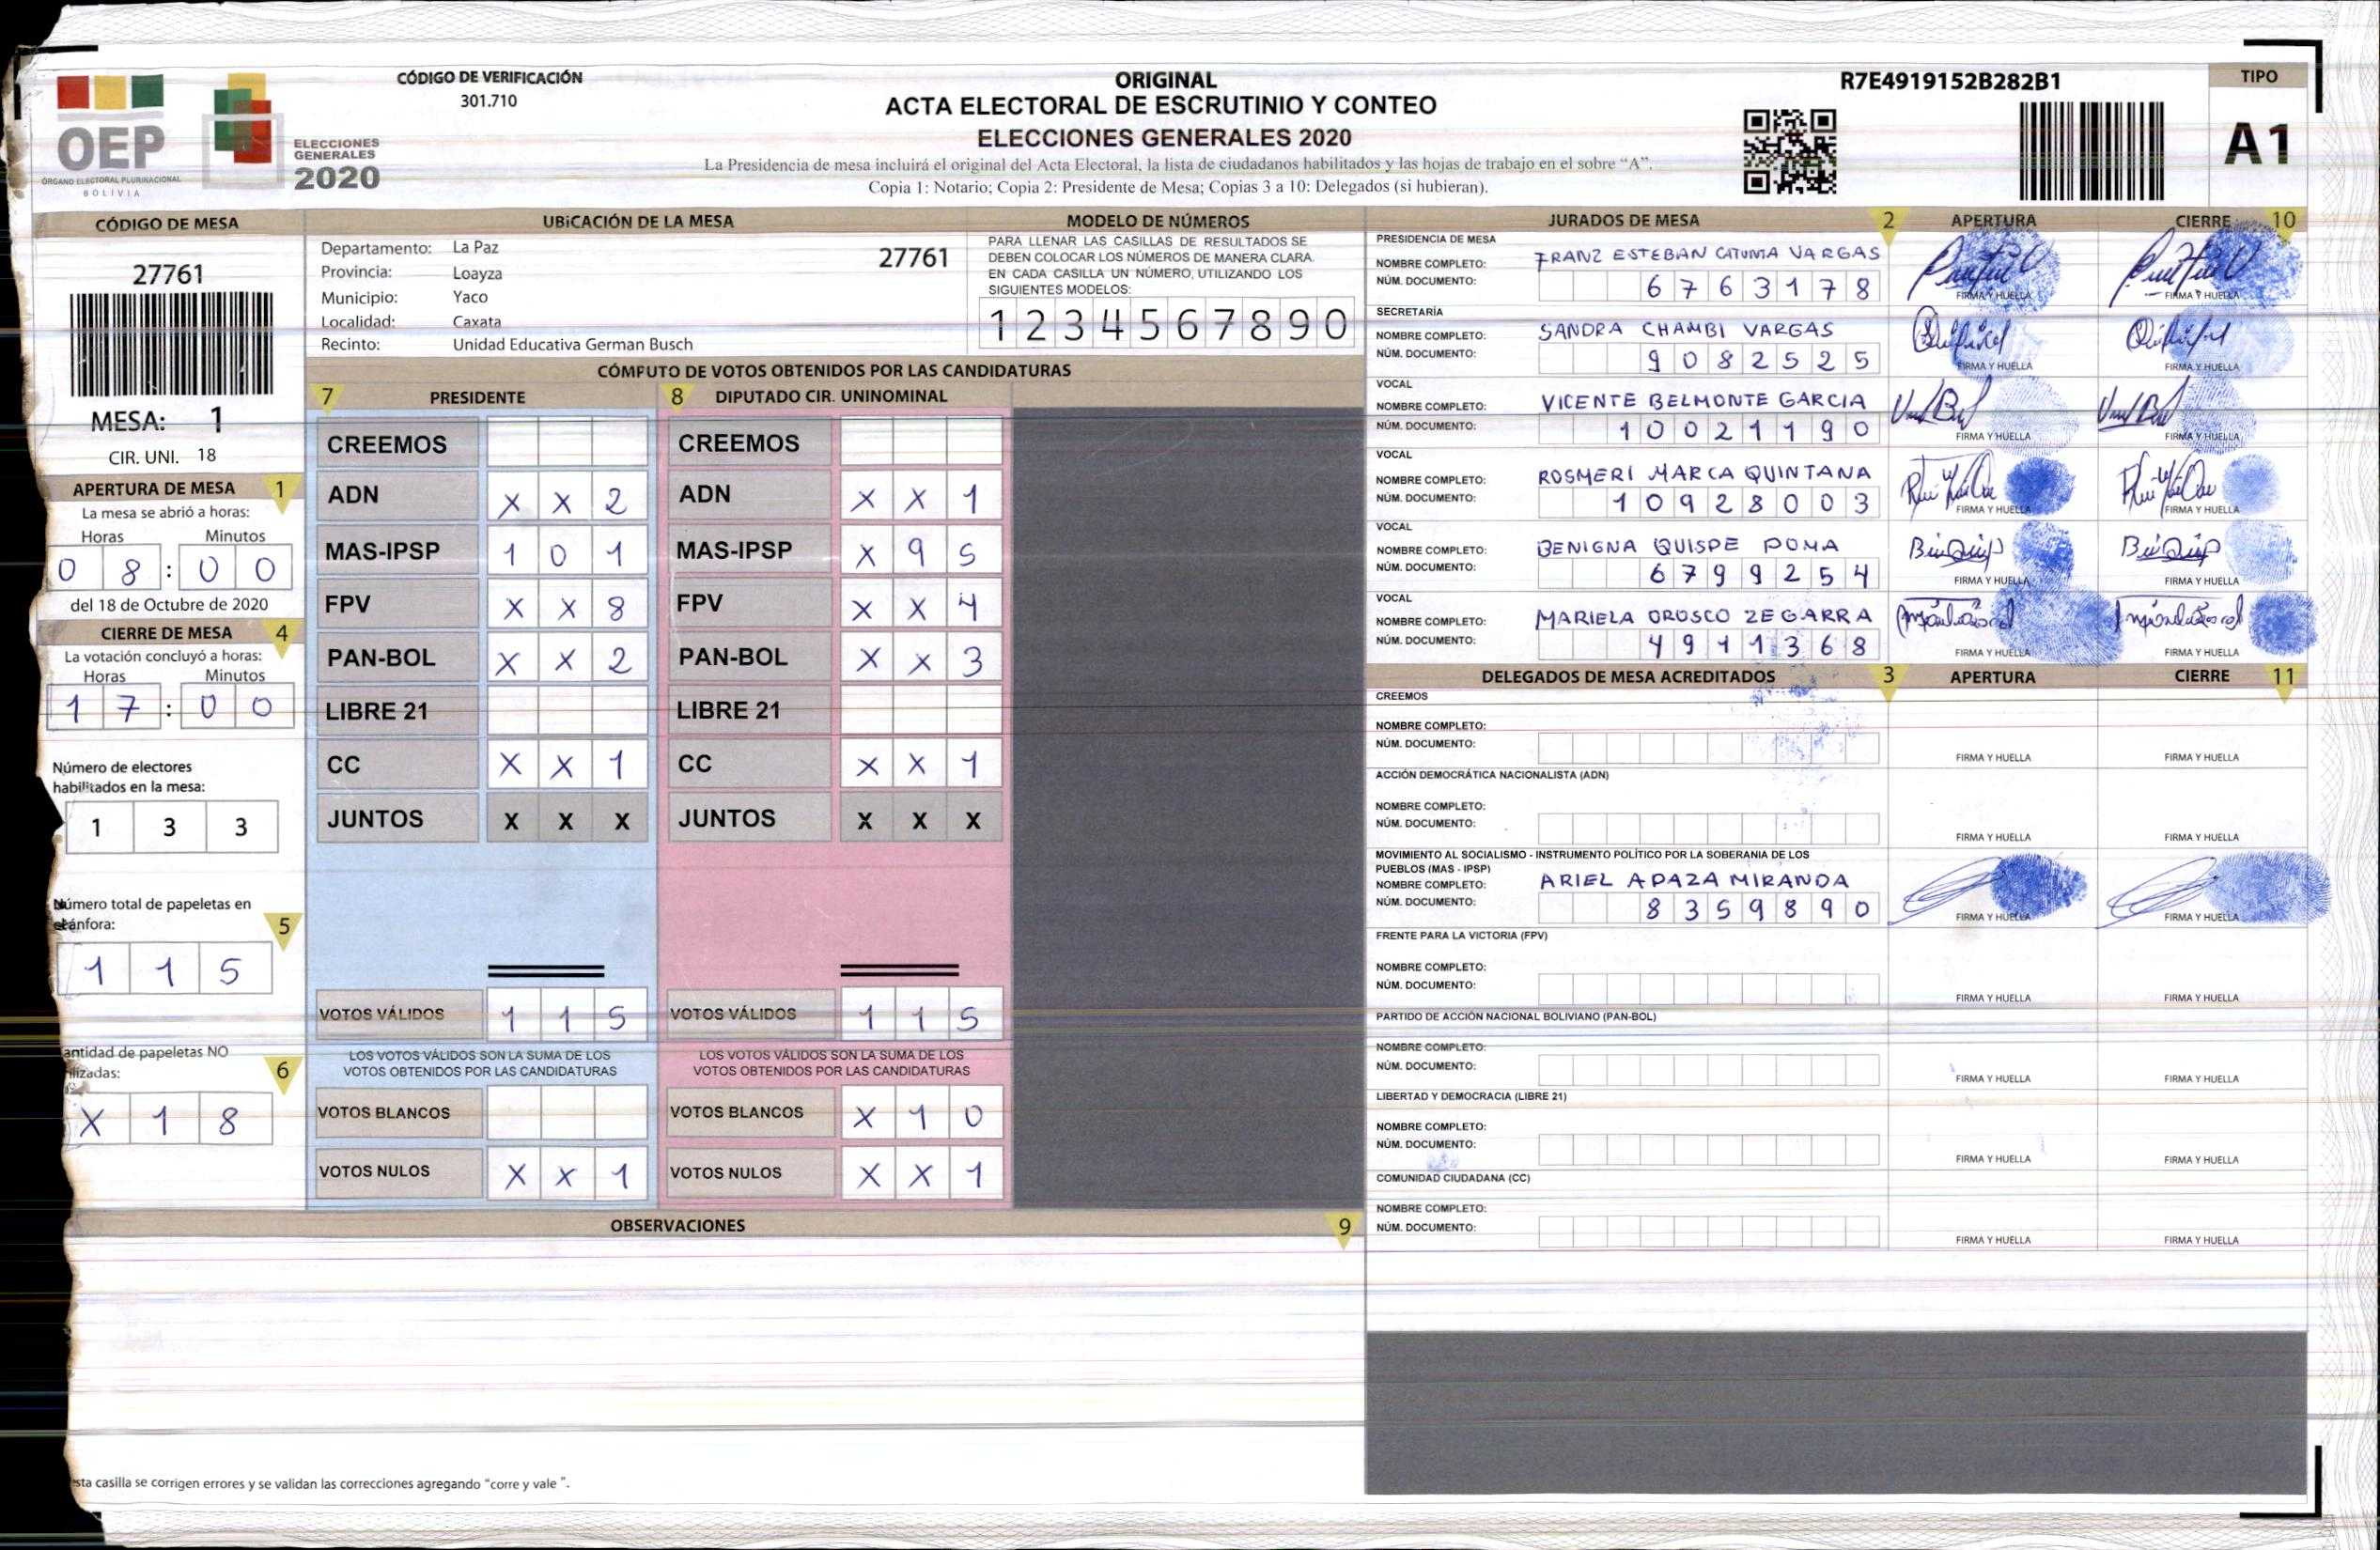 OEP
ÓRGANO ELECTORAL PLURINACIONAL
BOLIVIA
ELECCIONES
GENERALES
2020
CÓDIGO DE VERIFICACIÓN
301.710
ORIGINAL
ACTA ELECTORAL DE ESCRUTINIO Y CONTEO
ELECCIONES GENERALES 2020
La Presidencia de mesa incluirá el original del Acta Electoral, la lista de ciudadanos habilitados y las hojas de trabajo en el sobre “A”.
Copia 1: Notario; Copia 2: Presidente de Mesa; Copias 3 a 10: Delegados (si hubieran).
R7E4919152B282B1
TIPO
A1
CÓDIGO DE MESA
27761
MESA: 1
CIR. UNI. 18
APERTURA DE MESA 1
La mesa se abrió a horas:
Horas Minutos
0 8 : 0 0
del 18 de Octubre de 2020
CIERRE DE MESA 4
La votación concluyó a horas:
Horas Minutos
1 7 : 0 0
Número de electores
habilitados en la mesa:
1 3 3
Número total de papeletas en
ánfora: 5
1 1 5
antidad de papeletas NO
ilizadas: 6
X 1 8
UBiCACIÓN DE LA MESA
Departamento: La Paz 27761
Provincia: Loayza
Municipio: Yaco
Localidad: Caxata
Recinto: Unidad Educativa German Busch
MODELO DE NÚMEROS
PARA LLENAR LAS CASILLAS DE RESULTADOS SE
DEBEN COLOCAR LOS NÚMEROS DE MANERA CLARA.
EN CADA CASILLA UN NÚMERO, UTILIZANDO LOS
SIGUIENTES MODELOS:
1 2 3 4 5 6 7 8 9 0
CÓMPUTO DE VOTOS OBTENIDOS POR LAS CANDIDATURAS
7 PRESIDENTE 8 DIPUTADO CIR. UNINOMINAL
CREEMOS CREEMOS
ADN X X 2 ADN X X 1
MAS-IPSP 1 0 1 MAS-IPSP X 9 5
FPV X X 8 FPV X X 4
PAN-BOL X X 2 PAN-BOL X X 3
LIBRE 21 LIBRE 21
CC X X 1 CC X X 1
JUNTOS X X X JUNTOS X X X
VOTOS VÁLIDOS 1 1 5 VOTOS VÁLIDOS 1 1 5
LOS VOTOS VÁLIDOS SON LA SUMA DE LOS LOS VOTOS VÁLIDOS SON LA SUMA DE LOS
VOTOS OBTENIDOS POR LAS CANDIDATURAS VOTOS OBTENIDOS POR LAS CANDIDATURAS
VOTOS BLANCOS VOTOS BLANCOS X 1 0
VOTOS NULOS X X 1 VOTOS NULOS X X 1
OBSERVACIONES 9
sta casilla se corrigen errores y se validan las correcciones agregando “corre y vale”.
JURADOS DE MESA 2 APERTURA CIERRE 10
PRESIDENCIA DE MESA
NOMBRE COMPLETO: FRANZ ESTEBAN VARGAS
NÚM. DOCUMENTO: 6 7 6 3 1 7 8 FIRMA Y HUELLA FIRMA Y HUELLA
SECRETARÍA
NOMBRE COMPLETO: SANDRA CHAMBI VARGAS
NÚM. DOCUMENTO: 9 0 8 2 5 2 5 FIRMA Y HUELLA FIRMA Y HUELLA
VOCAL
NOMBRE COMPLETO: VICENTE BELMONTE GARCIA
NÚM. DOCUMENTO: 1 0 0 2 1 1 9 0 FIRMA Y HUELLA FIRMA Y HUELLA
VOCAL
NOMBRE COMPLETO: ROSMERI MARCA QUINTANA
NÚM. DOCUMENTO: 1 0 9 2 8 0 0 3 FIRMA Y HUELLA FIRMA Y HUELLA
VOCAL
NOMBRE COMPLETO: BENIGNA QUISPE POMA
NÚM. DOCUMENTO: 6 7 9 9 2 5 4 FIRMA Y HUELLA FIRMA Y HUELLA
VOCAL
NOMBRE COMPLETO: MARIELA OROSCO ZEGARRA
NÚM. DOCUMENTO: 4 9 1 1 3 6 8 FIRMA Y HUELLA FIRMA Y HUELLA
DELEGADOS DE MESA ACREDITADOS 3 APERTURA CIERRE 11
CREEMOS
NOMBRE COMPLETO:
NÚM. DOCUMENTO: FIRMA Y HUELLA FIRMA Y HUELLA
ACCIÓN DEMOCRÁTICA NACIONALISTA (ADN)
NOMBRE COMPLETO:
NÚM. DOCUMENTO: FIRMA Y HUELLA FIRMA Y HUELLA
MOVIMIENTO AL SOCIALISMO - INSTRUMENTO POLÍTICO POR LA SOBERANIA DE LOS
PUEBLOS (MAS - IPSP)
NOMBRE COMPLETO: ARIEL APAZA MIRANDA
NÚM. DOCUMENTO: 8 3 5 9 8 9 0 FIRMA Y HUELLA FIRMA Y HUELLA
FRENTE PARA LA VICTORIA (FPV)
NOMBRE COMPLETO:
NÚM. DOCUMENTO: FIRMA Y HUELLA FIRMA Y HUELLA
PARTIDO DE ACCIÓN NACIONAL BOLIVIANO (PAN-BOL)
NOMBRE COMPLETO:
NÚM. DOCUMENTO: FIRMA Y HUELLA FIRMA Y HUELLA
LIBERTAD Y DEMOCRACIA (LIBRE 21)
NOMBRE COMPLETO:
NÚM. DOCUMENTO: FIRMA Y HUELLA FIRMA Y HUELLA
COMUNIDAD CIUDADANA (CC)
NOMBRE COMPLETO:
NÚM. DOCUMENTO: FIRMA Y HUELLA FIRMA Y HUELLA